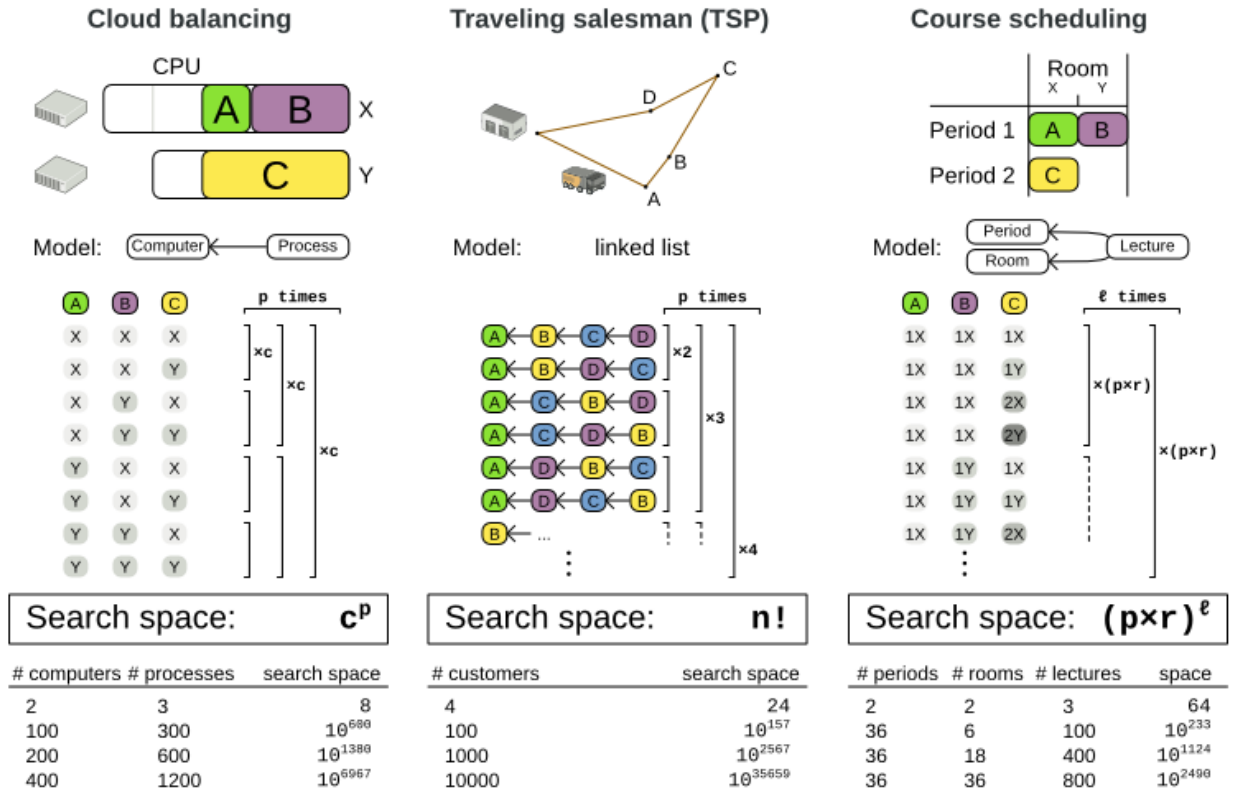 Cloud balancing
CPU
A B X
C Y
Model: Computer Process
A B C p times
X X X
X X Y
X Y X
X Y Y
Y X X
Y X Y
Y Y X
Y Y Y
×c
×c
×c
Search space: c^p
# computers # processes search space
2 3 8
100 300 10^600
200 600 10^1380
400 1200 10^6967
Traveling salesman (TSP)
C
D
B
A
Model: linked list
p times
A B C D
A B D C
A C B D
A C D B
A D B C
A D C B
B ...
×2
×3
×4
Search space: n!
# customers search space
4 24
100 10^157
1000 10^2567
10000 10^35659
Course scheduling
Room
X Y
Period 1 A B
Period 2 C
Model: Period Room Lecture
A B C ℓ times
1X 1X 1X
1X 1X 1Y
1X 1X 2X
1X 1X 2Y
1X 1Y 1X
1X 1Y 1Y
1X 1Y 2X
×(p×r)
×(p×r)
Search space: (p×r)^ℓ
# periods # rooms # lectures space
2 2 3 64
36 6 100 10^233
36 18 400 10^1124
36 36 800 10^2490